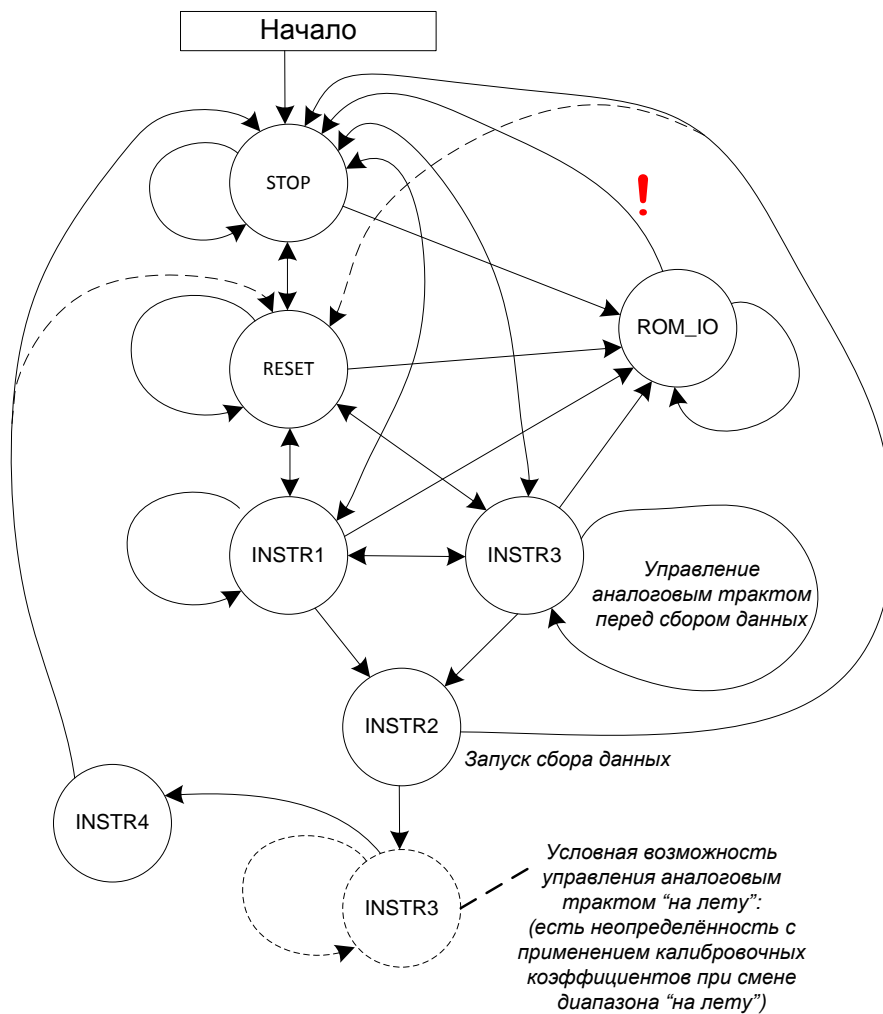 Начало
STOP
!
ROM_IO
RESET
INSTR1
INSTR3
Управление
аналоговым трактом
перед сбором данных
INSTR2
Запуск сбора данных
INSTR4
INSTR3
Условная возможность
управления аналоговым
трактом “на лету”:
(есть неопределённость с
применением калибровочных
коэффициентов при смене
диапазона “на лету”)